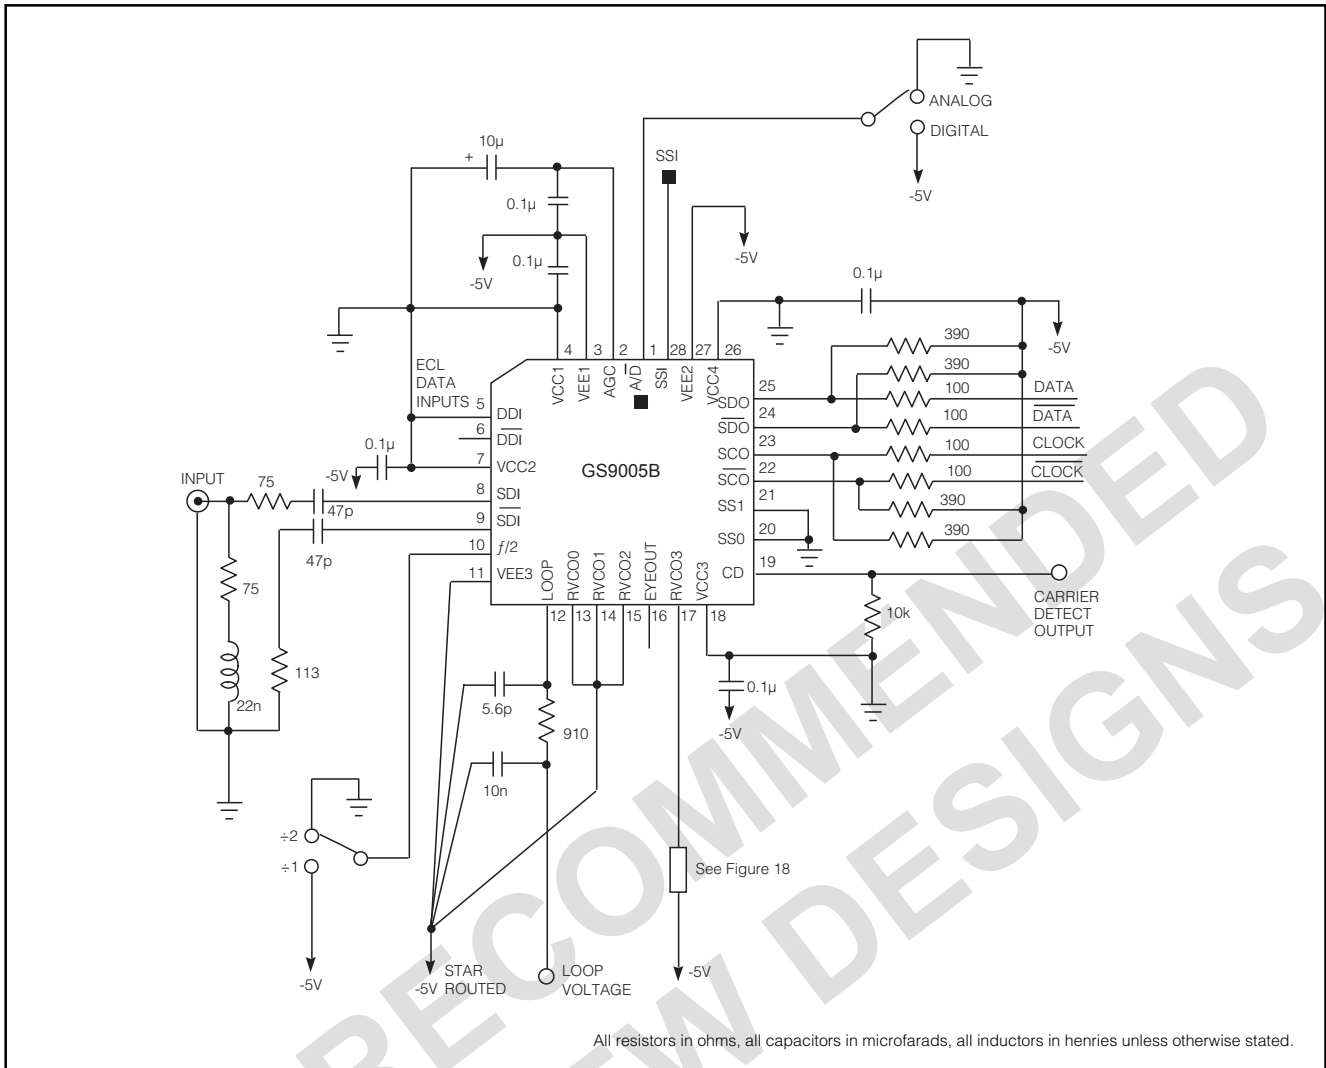 ANALOG
DIGITAL
-5V
10µ
+
SSI
0.1µ
-5V
0.1µ
-5V
0.1µ
-5V
4 3 2 1 28 27 26
VCC1 VEE1 AGC A/D SSI VEE2 VCC4
ECL
DATA
INPUTS
390
390
25 SDO 100 DATA
24 SDO 100 DATA
23 SCO 100 CLOCK
22 SCO 100 CLOCK
21 SS1 390
20 SS0 390
19 CD
5 DDI
6 DDI
0.1µ
-5V
7 VCC2
GS9005B
INPUT
75
47p
8 SDI
9 SDI
47p
10 ƒ/2
11 VEE3
LOOP RVCO0 RVCO1 RVCO2 EYEOUT RVCO3 VCC3
12 13 14 15 16 17 18
75
22n
113
10k
CARRIER
DETECT
OUTPUT
0.1µ
-5V
5.6p
910
10n
÷2
÷1
-5V
See Figure 18
-5V
-5V
STAR
ROUTED
LOOP
VOLTAGE
All resistors in ohms, all capacitors in microfarads, all inductors in henries unless otherwise stated.
RECOMMENDED
EW DESIGNS